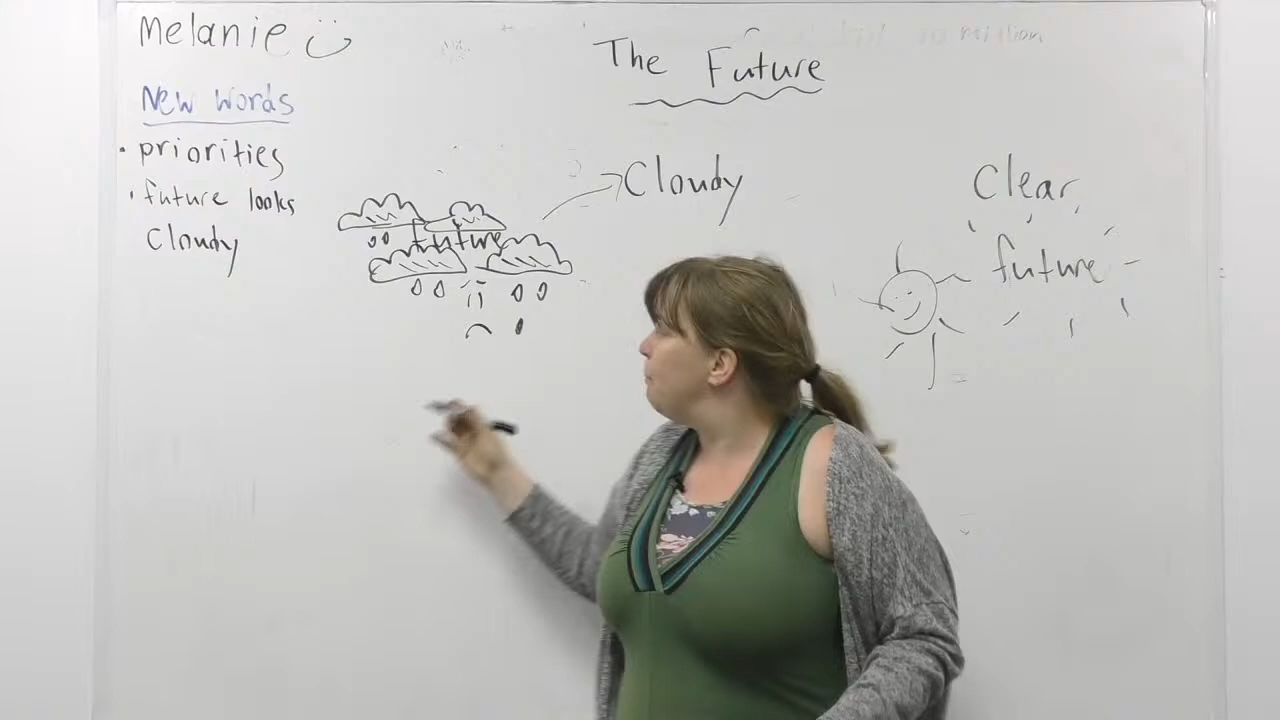 Melanie
The Future
New words
• priorities
• future looks
Cloudy
future
Cloudy
Clear
future